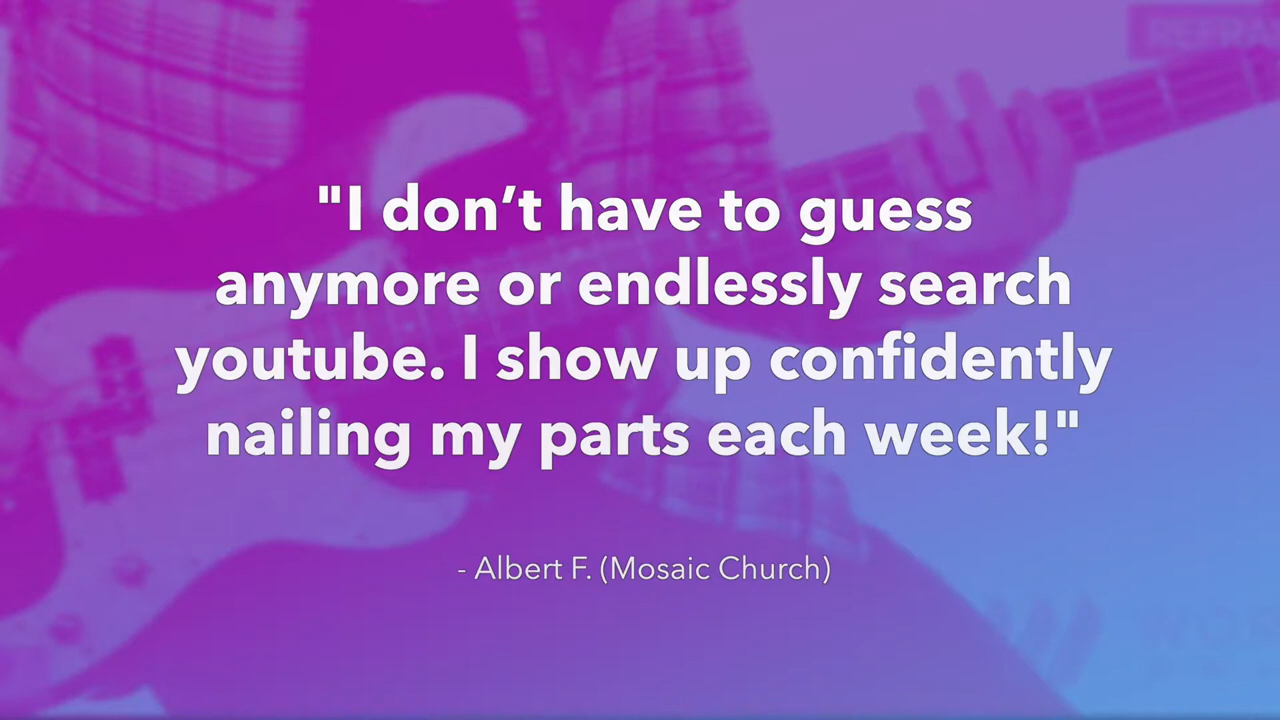 REFRA
"I don’t have to guess
anymore or endlessly search
youtube. I show up confidently
nailing my parts each week!"
- Albert F. (Mosaic Church)